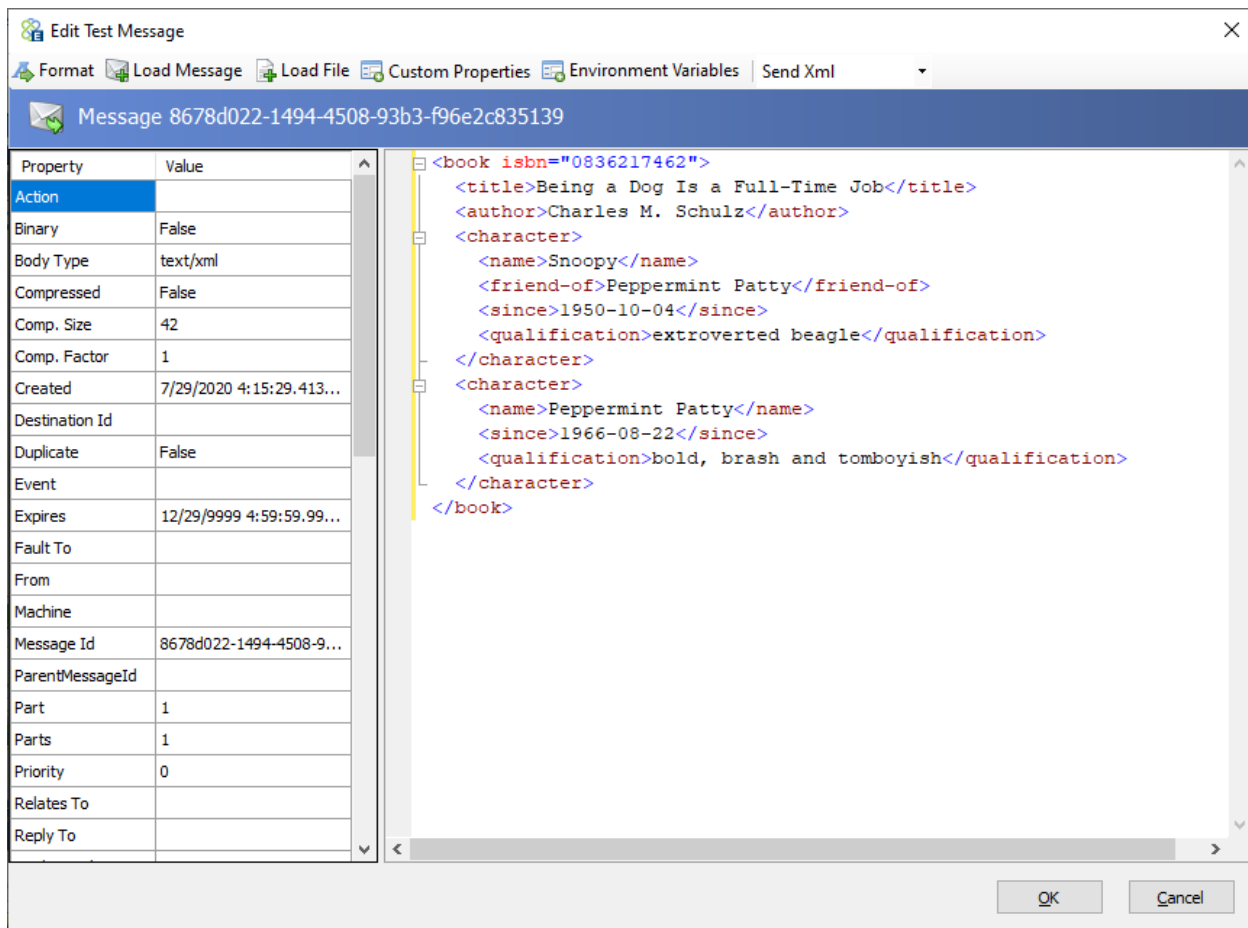 Edit Test Message
Format Load Message Load File Custom Properties Environment Variables Send Xml
Message 8678d022-1494-4508-93b3-f96e2c835139
Property Value
Action
Binary False
Body Type text/xml
Compressed False
Comp. Size 42
Comp. Factor 1
Created 7/29/2020 4:15:29.413...
Destination Id
Duplicate False
Event
Expires 12/29/9999 4:59:59.99...
Fault To
From
Machine
Message Id 8678d022-1494-4508-9...
ParentMessageId
Part 1
Parts 1
Priority 0
Relates To
Reply To
<book isbn="0836217462">
<title>Being a Dog Is a Full-Time Job</title>
<author>Charles M. Schulz</author>
<character>
<name>Snoopy</name>
<friend-of>Peppermint Patty</friend-of>
<since>1950-10-04</since>
<qualification>extroverted beagle</qualification>
</character>
<character>
<name>Peppermint Patty</name>
<since>1966-08-22</since>
<qualification>bold, brash and tomboyish</qualification>
</character>
</book>
OK Cancel